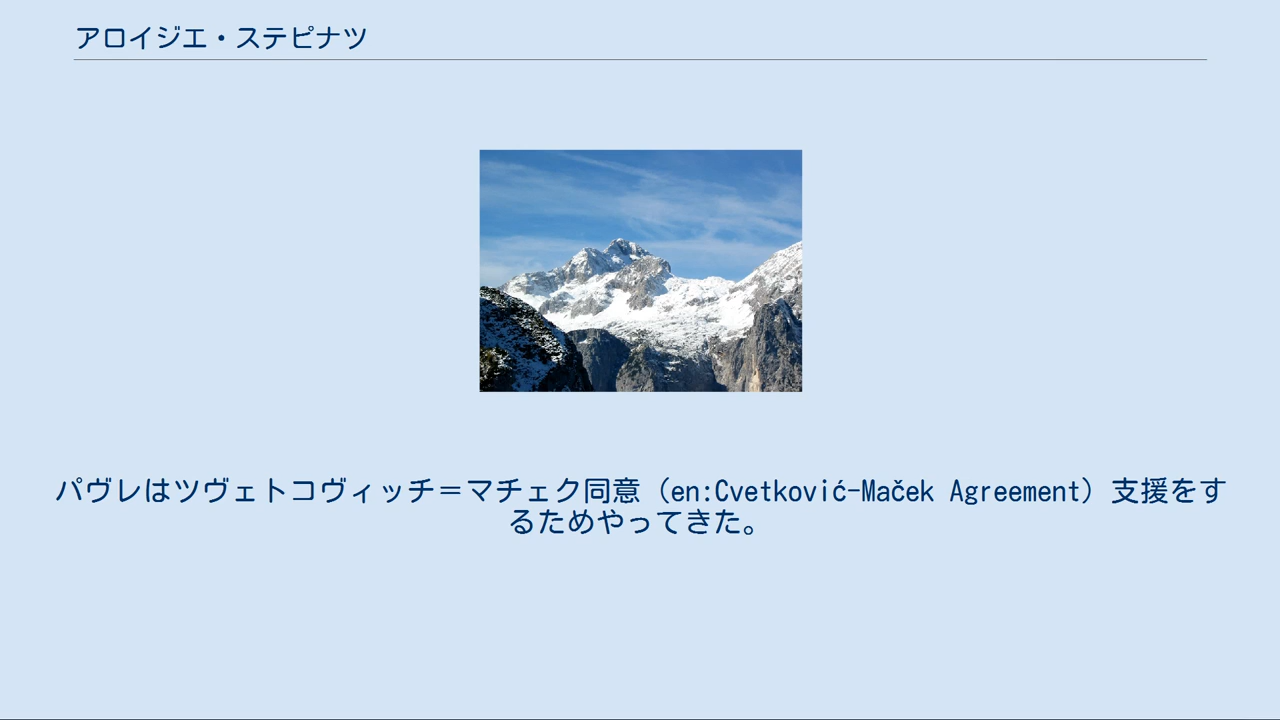 アロイジエ・ステピナツ
パヴレはツヴェトコヴィッチ＝マチェク同意（en:Cvetković-Maček Agreement）支援をす
るためやってきた。